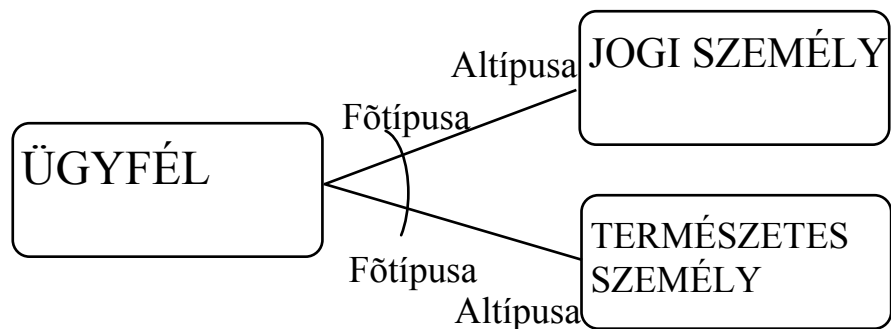 JOGI SZEMÉLY
Altípusa
Fõtípusa
ÜGYFÉL
TERMÉSZETES
SZEMÉLY
Fõtípusa
Altípusa